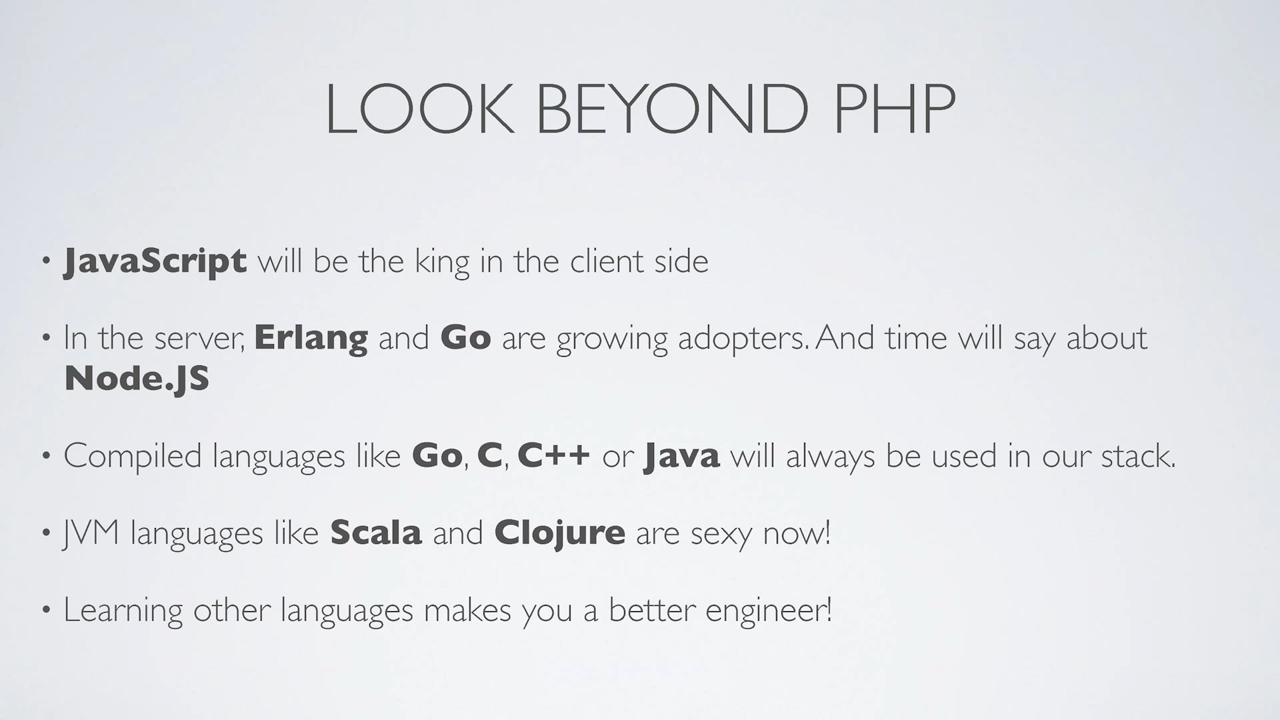 LOOK BEYOND PHP
• JavaScript will be the king in the client side
• In the server, Erlang and Go are growing adopters. And time will say about
Node.JS
• Compiled languages like Go, C, C++ or Java will always be used in our stack.
• JVM languages like Scala and Clojure are sexy now!
• Learning other languages makes you a better engineer!